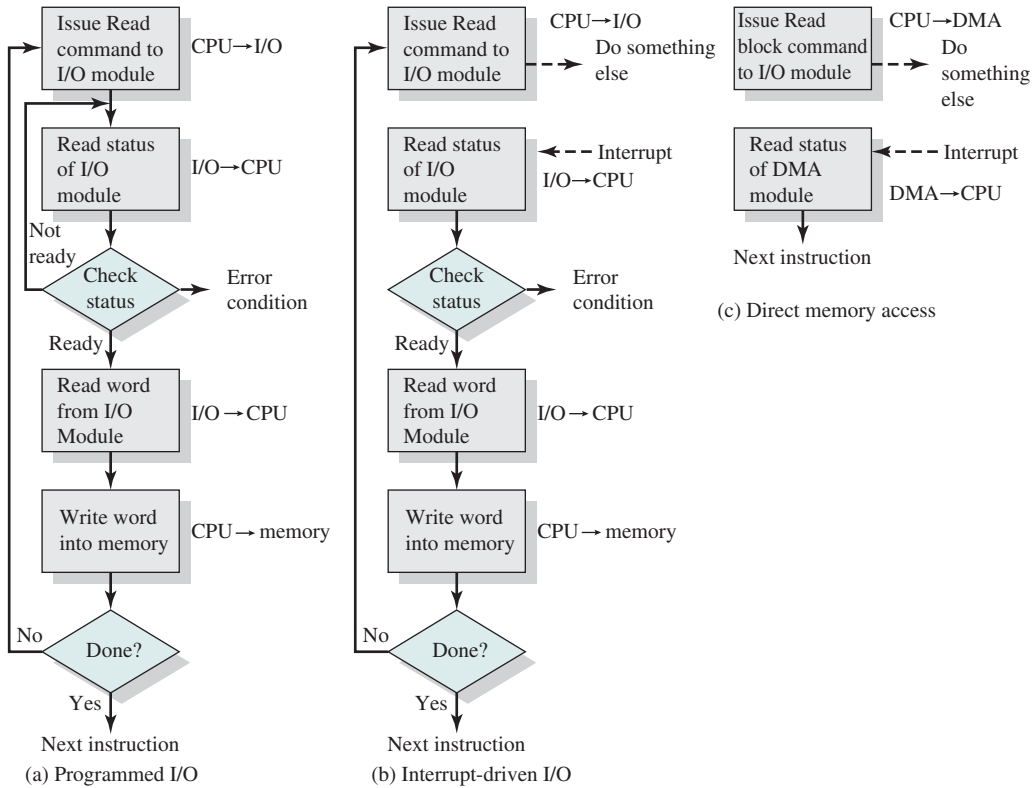 Issue Read
command to
I/O module
CPU→I/O
Read status
of I/O
module
I/O→CPU
Not
ready
Check
status
Error
condition
Ready
Read word
from I/O
Module
I/O→CPU
Write word
into memory
CPU→memory
No
Done?
Yes
Next instruction
(a) Programmed I/O
Issue Read
command to
I/O module
CPU→I/O
Do something
else
Read status
of I/O
module
Interrupt
I/O→CPU
Check
status
Error
condition
Ready
Read word
from I/O
Module
I/O→CPU
Write word
into memory
CPU→memory
No
Done?
Yes
Next instruction
(b) Interrupt-driven I/O
Issue Read
block command
to I/O module
CPU→DMA
Do
something
else
Read status
of DMA
module
Interrupt
DMA→CPU
Next instruction
(c) Direct memory access